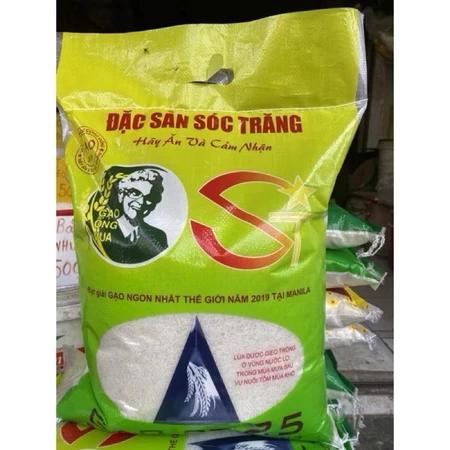 ĐẶC SẢN SÓC TRĂNG
Hãy Ăn Và Cảm Nhận
GẠO
ÔNG
CUA
ST
Đạt giải GẠO NGON NHẤT THẾ GIỚI NĂM 2019 TẠI MANILA
LÚA ĐƯỢC GIEO TRỒNG
Ở VÙNG NƯỚC LỢ
TRONG MÙA MƯA SAU
VỤ NUÔI TÔM MÙA KHÔ
25